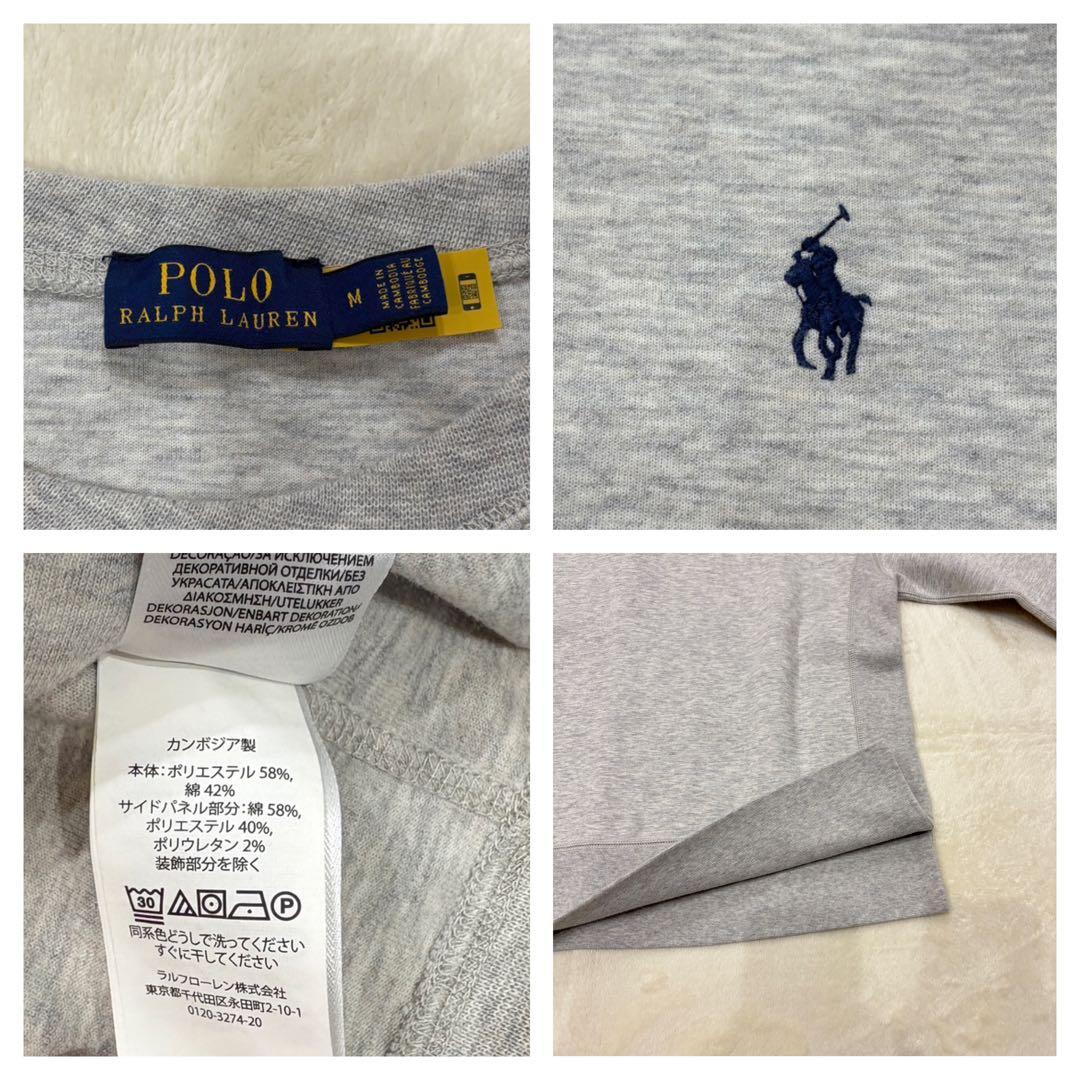 POLO
RALPH LAUREN
M
MADE IN
CAMBODIA
FABRIQUÉ AU
CAMBODGE
DECORAÇÃO/ЗА ИСКЛЮЧЕНИЕМ
ДЕКОРАТИВНОЙ ОТДЕЛКИ/БЕЗ
УКРАСАТА/ΑΠΟΚΛΕΙΣΤΙΚΗ ΑΠΟ
ΔΙΑΚΟΣΜΗΣΗ/UTELUKKER
DEKORASJON/ENBART DEKORATION/
DEKORASYON HARİÇ/KROMĚ OZDOB
カンボジア製
本体:ポリエステル 58%,
綿 42%
サイドパネル部分:綿 58%,
ポリエステル 40%,
ポリウレタン 2%
装飾部分を除く
30 P
同系色どうしで洗ってください
すぐに干してください
ラルフローレン株式会社
東京都千代田区永田町2-10-1
0120-3274-20